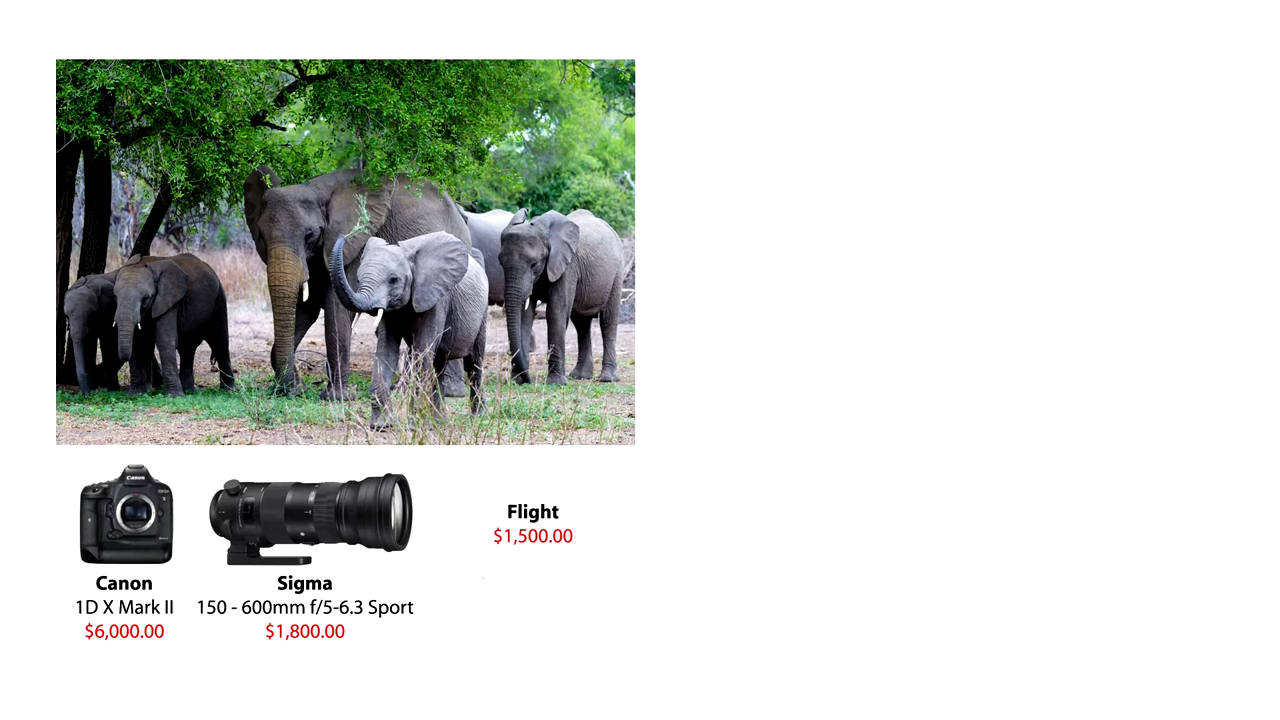 Canon
Flight
$1,500.00
Canon
1D X Mark II
$6,000.00
Sigma
150 - 600mm f/5-6.3 Sport
$1,800.00